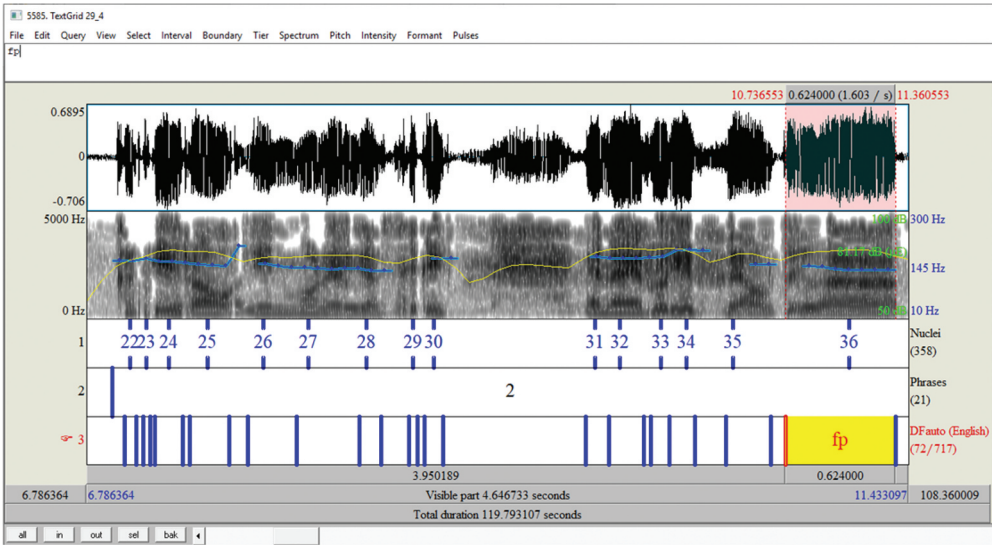 5585. TextGrid 29_4
File Edit Query View Select Interval Boundary Tier Spectrum Pitch Intensity Formant Pulses
fp
10.736553 0.624000 (1.603 / s) 11.360553
0.6895
0
-0.706
5000 Hz 300 Hz
145 Hz
0 Hz 50 dB 10 Hz
1 22 23 24 25 26 27 28 29 30 31 32 33 34 35 36 Nuclei
(358)
2 2 Phrases
(21)
3 fp DFauto (English)
(72/717)
3.950189 0.624000
6.786364 6.786364 Visible part 4.646733 seconds 11.433097 108.360009
Total duration 119.793107 seconds
all in out sel bak